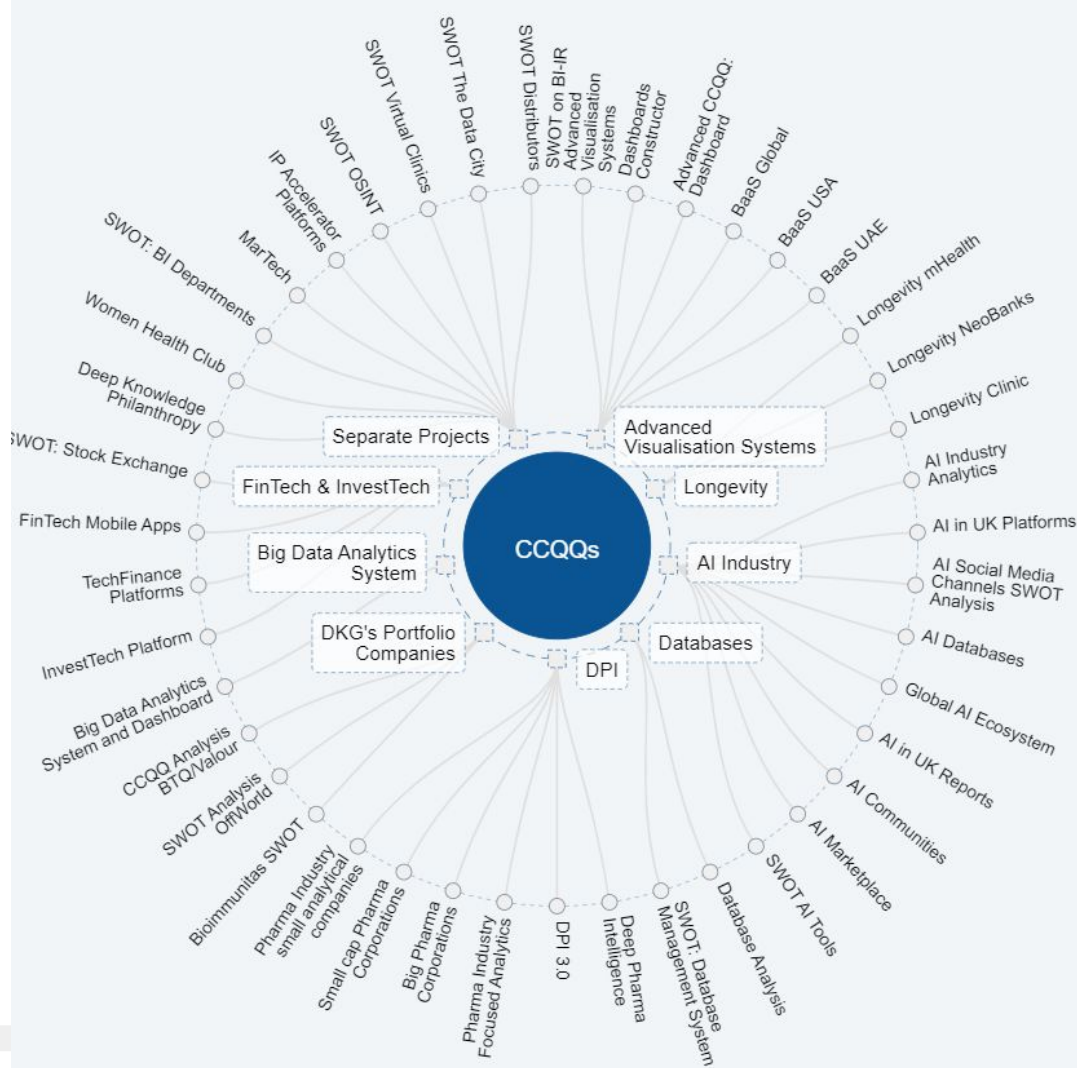 CCQQs
Separate Projects
Advanced
Visualisation Systems
FinTech & InvestTech
Longevity
Big Data Analytics
System
AI Industry
DKG's Portfolio
Companies
Databases
DPI
SWOT Distributors
SWOT on BI-IR
Advanced
Visualisation
Systems
Dashboards
Constructor
Advanced CCQQ:
Dashboard
BaaS Global
BaaS USA
BaaS UAE
Longevity mHealth
Longevity NeoBanks
Longevity Clinic
AI Industry
Analytics
AI in UK Platforms
AI Social Media
Channels SWOT
Analysis
AI Databases
Global AI Ecosystem
AI in UK Reports
AI Communities
AI Marketplace
SWOT AI Tools
Database Analysis
SWOT: Database
Management System
Deep Pharma
Intelligence
DPI 3.0
Pharma Industry
Focused Analytics
Big Pharma
Corporations
Small cap Pharma
Corporations
Pharma Industry
small analytical
companies
Bioimmunitas SWOT
SWOT Analysis
OffWorld
CCQQ Analysis
BTQ/Valour
Big Data Analytics
System and Dashboard
InvestTech Platform
TechFinance
Platforms
FinTech Mobile Apps
SWOT: Stock Exchange
Deep Knowledge
Philanthropy
Women Health Club
SWOT: BI Departments
MarTech
IP Accelerator
Platforms
SWOT OSINT
SWOT Virtual Clinics
SWOT The Data City